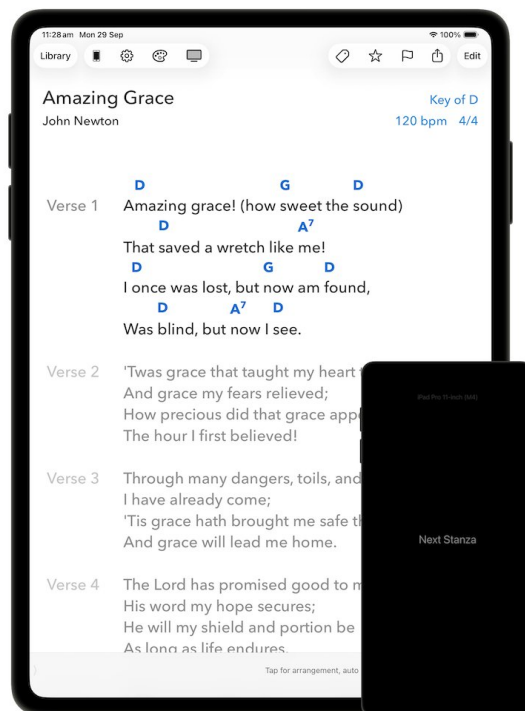 11:28 am Mon 29 Sep 100%
Library Edit
Amazing Grace Key of D
John Newton 120 bpm 4/4
D G D
Verse 1 Amazing grace! (how sweet the sound)
D A7
That saved a wretch like me!
D G D
I once was lost, but now am found,
D A7 D
Was blind, but now I see.
Verse 2 'Twas grace that taught my heart
And grace my fears relieved;
How precious did that grace
The hour I first believed!
Verse 3 Through many dangers, toils, and
I have already come;
'Tis grace hath brought me safe
And grace will lead me home.
Verse 4 The Lord has promised good to
His word my hope secures;
He will my shield and portion be
As long as life endures.
Tap for arrangement, auto
iPad Pro 11-inch (M4)
Next Stanza